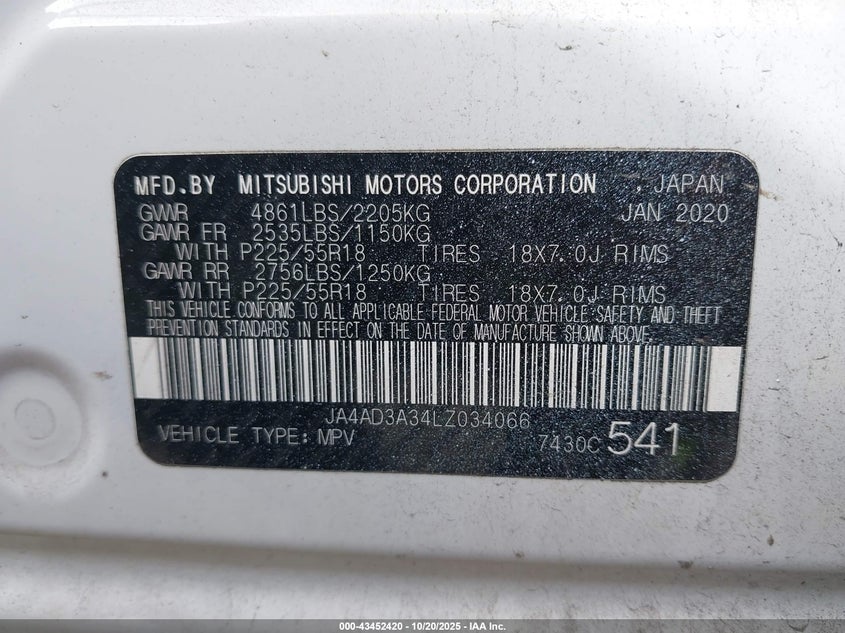 MFD.BY MITSUBISHI MOTORS CORPORATION JAPAN
GVWR 4861LBS/2205KG JAN 2020
GAWR FR 2535LBS/1150KG
WITH P225/55R18 TIRES 18X7.0J RIMS
GAWR RR 2756LBS/1250KG
WITH P225/55R18 TIRES 18X7.0J RIMS
THIS VEHICLE CONFORMS TO ALL APPLICABLE FEDERAL MOTOR VEHICLE SAFETY AND THEFT
PREVENTION STANDARDS IN EFFECT ON THE DATE OF MANUFACTURE SHOWN ABOVE.
JA4AD3A34LZ034066
VEHICLE TYPE: MPV 7430C 541
000-43452420 - 10/20/2025 - IAA Inc.